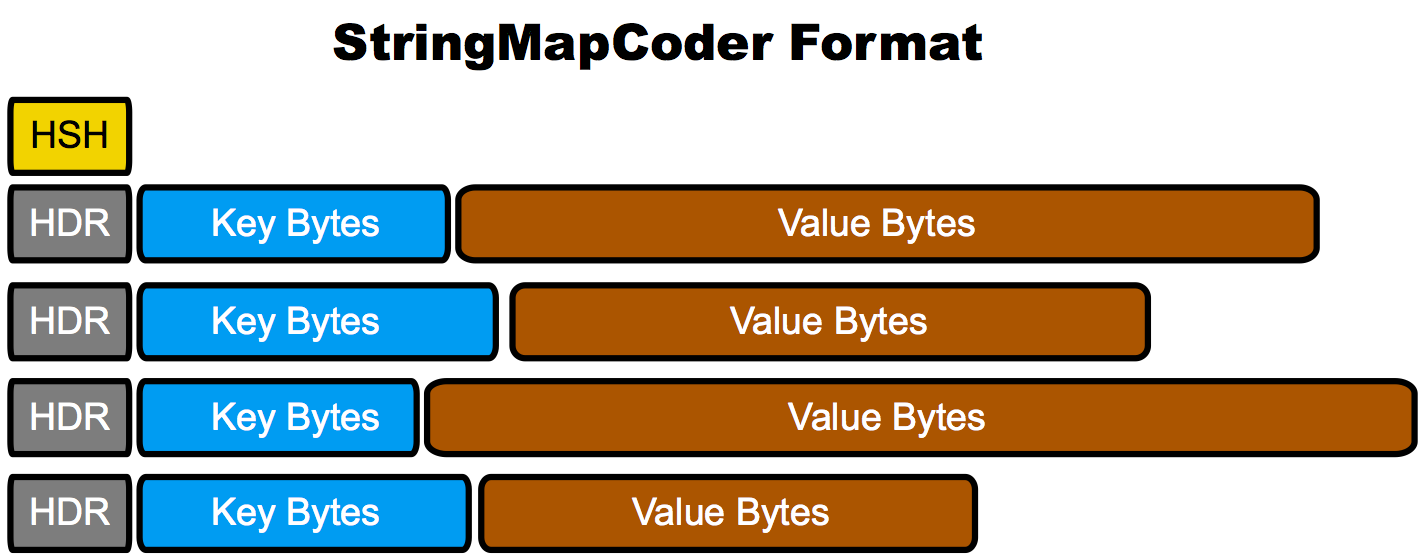 StringMapCoder Format
HSH
HDR Key Bytes Value Bytes
HDR Key Bytes Value Bytes
HDR Key Bytes Value Bytes
HDR Key Bytes Value Bytes